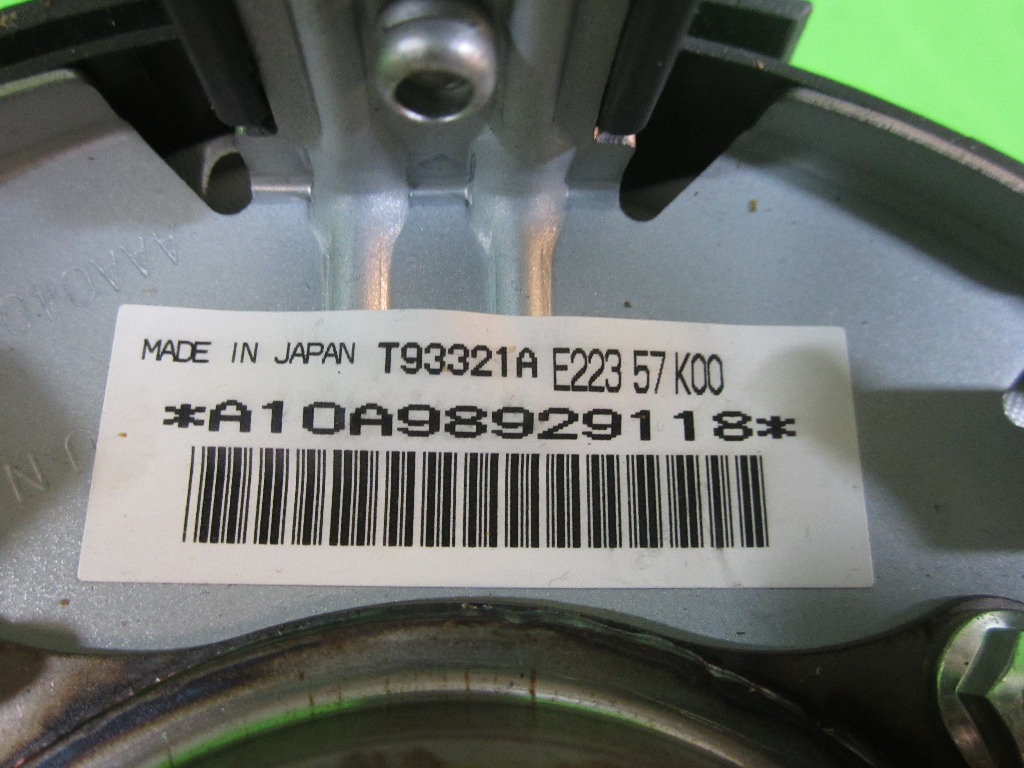 MADE IN JAPAN T93321A E223 57 K00
*A10A98929118*